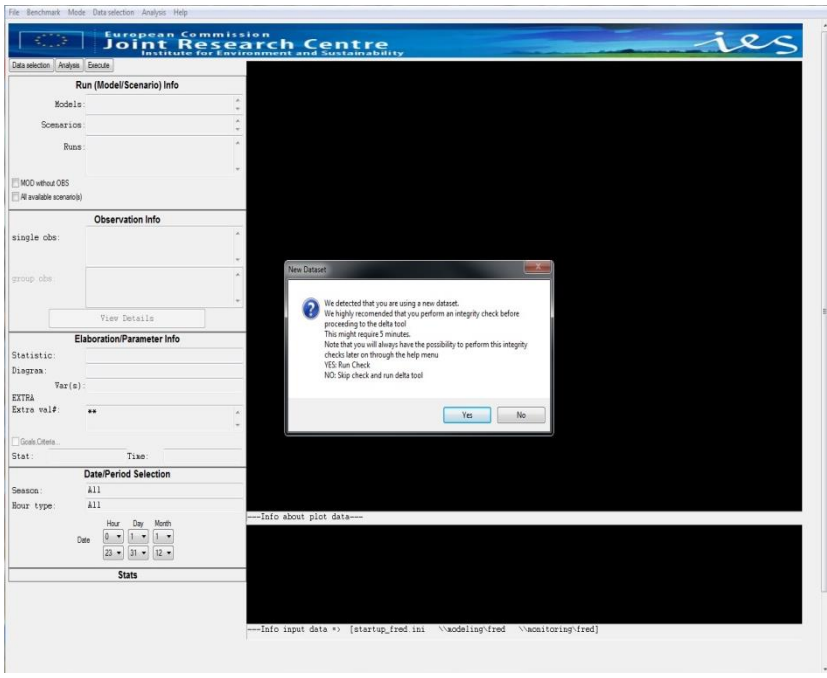 File Benchmark Mode Data selection Analysis Help
European Commission
Joint Research Centre
Institute for Environment and Sustainability
ies
Data selection Analysis Execute
Run (Model/Scenario) Info
Models:
Scenarios:
Runs:
MOD without OBS
All available scenario(s)
Observation Info
single obs:
group obs:
View Details
Elaboration/Parameter Info
Statistic:
Diagram:
Var(s):
EXTRA
Extra val#: **
Goals.Criteria...
Stat: Time:
Date/Period Selection
Season: All
Hour type: All
Hour Day Month
Date 0 1 1
23 31 12
Stats
New Dataset
We detected that you are using a new dataset.
We highly recomended that you perform an integrity check before
proceeding to the delta tool
This might require 5 minutes.
Note that you will always have the possibility to perform this integrity
checks later on through the help menu
YES: Run Check
NO: Skip check and run delta tool
Yes No
---Info about plot data---
---Info input data *> [startup_fred.ini \\modeling\fred \\monitoring\fred]